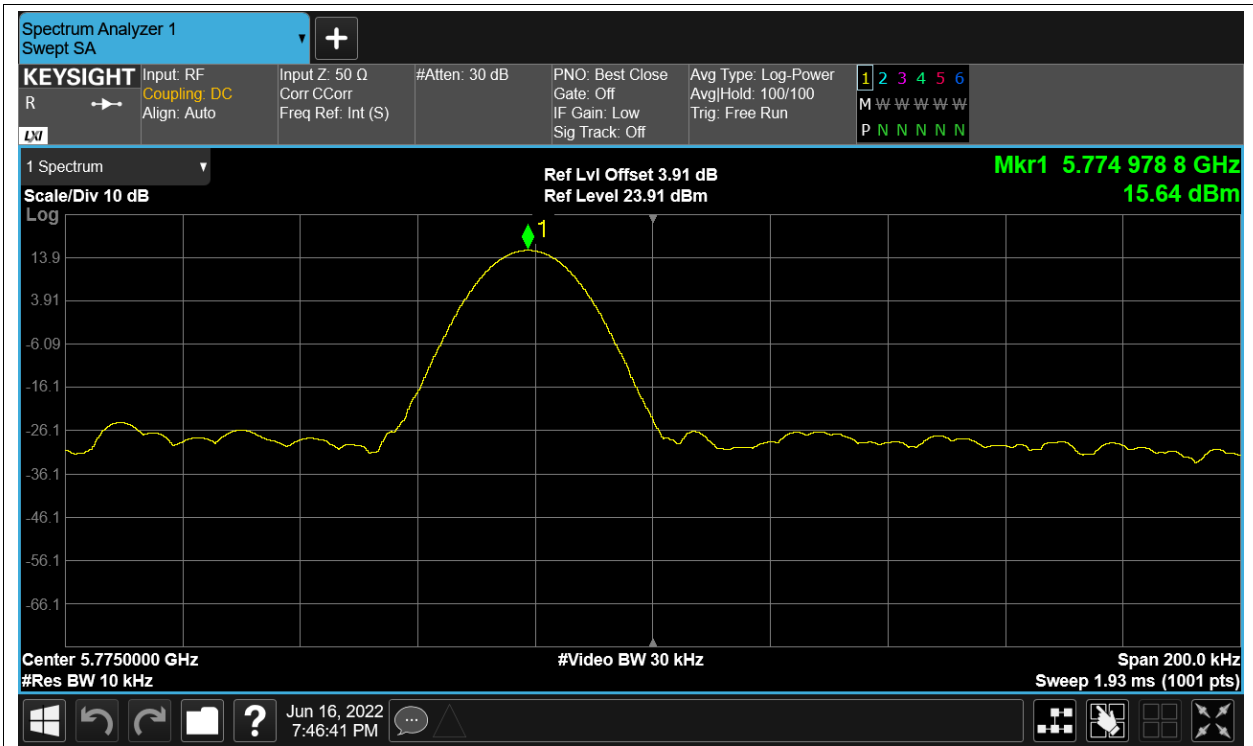 Spectrum Analyzer 1
Swept SA
KEYSIGHT
R
LXI
Input: RF
Coupling: DC
Align: Auto
Input Z: 50 Ω
Corr CCorr
Freq Ref: Int (S)
#Atten: 30 dB
PNO: Best Close
Gate: Off
IF Gain: Low
Sig Track: Off
Avg Type: Log-Power
Avg|Hold: 100/100
Trig: Free Run
1 2 3 4 5 6
M W W W W W
P N N N N N
1 Spectrum
Scale/Div 10 dB
Log
Ref Lvl Offset 3.91 dB
Ref Level 23.91 dBm
Mkr1 5.774 978 8 GHz
15.64 dBm
1
13.9
3.91
-6.09
-16.1
-26.1
-36.1
-46.1
-56.1
-66.1
Center 5.7750000 GHz
#Video BW 30 kHz
Span 200.0 kHz
#Res BW 10 kHz
Sweep 1.93 ms (1001 pts)
?
Jun 16, 2022
7:46:41 PM